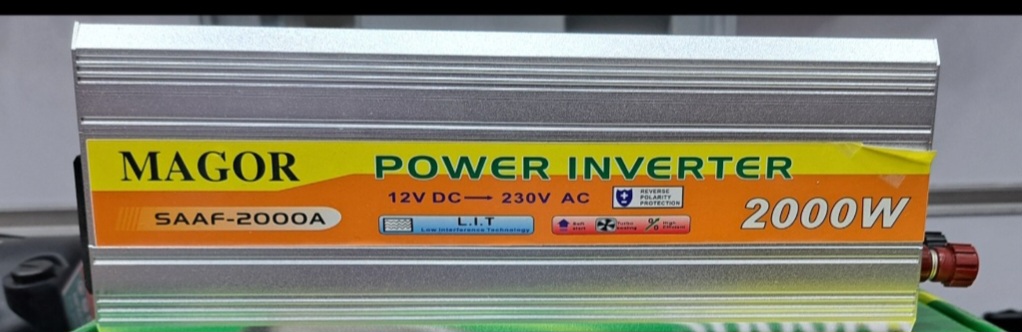 MAGOR
POWER INVERTER
12V DC → 230V AC
REVERSE
POLARITY
PROTECTION
SAAF-2000A
L.I.T
Low Interference Technology
2000W